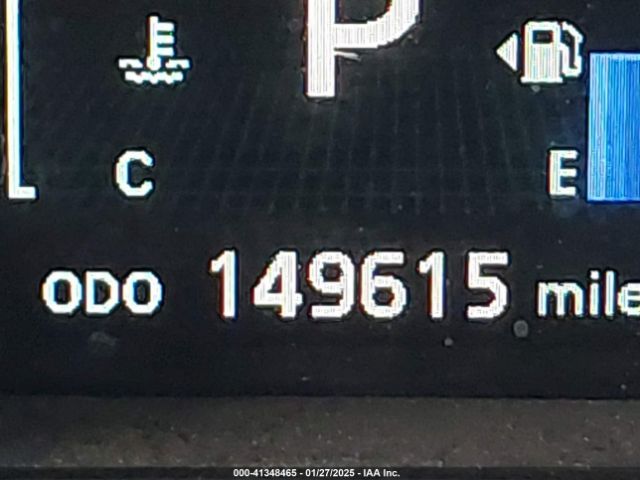 P
C E
ODO 149615 mile
000-41348465 - 01/27/2025 - IAA Inc.